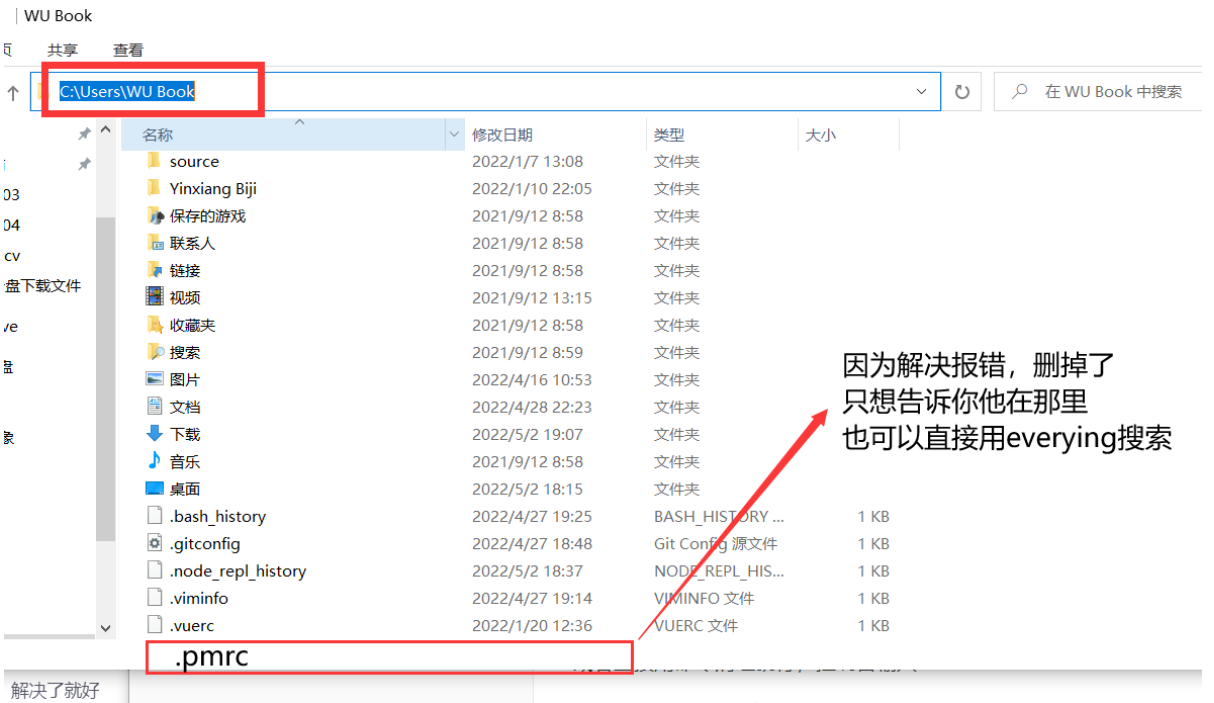 WU Book
共享 查看
C:\Users\WU Book
在 WU Book 中搜索
名称 修改日期 类型 大小
source 2022/1/7 13:08 文件夹
Yinxiang Biji 2022/1/10 22:05 文件夹
保存的游戏 2021/9/12 8:58 文件夹
联系人 2021/9/12 8:58 文件夹
链接 2021/9/12 8:58 文件夹
视频 2021/9/12 13:15 文件夹
收藏夹 2021/9/12 8:58 文件夹
搜索 2021/9/12 8:59 文件夹
图片 2022/4/16 10:53 文件夹
文档 2022/4/28 22:23 文件夹
下载 2022/5/2 19:07 文件夹
音乐 2021/9/12 8:58 文件夹
桌面 2022/5/2 18:15 文件夹
.bash_history 2022/4/27 19:25 BASH_HISTORY ... 1 KB
.gitconfig 2022/4/27 18:48 Git Config 源文件 1 KB
.node_repl_history 2022/5/2 18:37 NODE_REPL_HIS... 1 KB
.viminfo 2022/4/27 19:14 VIMINFO 文件 1 KB
.vuerc 2022/1/20 12:36 VUERC 文件 1 KB
.pmrc
03
04
cv
盘下载文件
ve
盘
象
因为解决报错，删掉了
只想告诉你他在那里
也可以直接用everying搜索
解决了就好